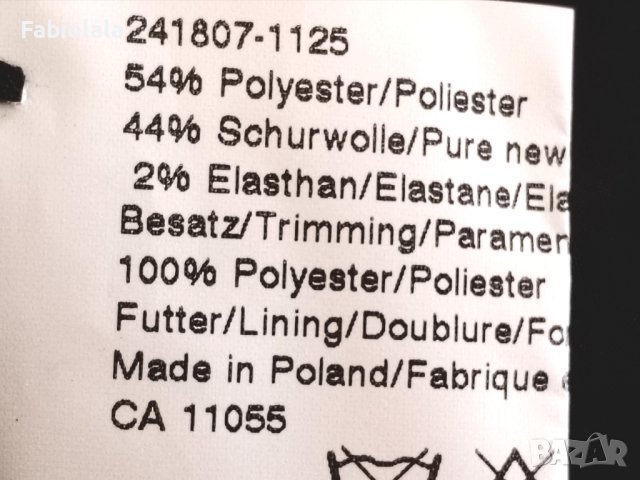 Fabiolala
241807-1125
54% Polyester/Poliester
44% Schurwolle/Pure new
2% Elasthan/Elastane/Ela
Besatz/Trimming/Paramen
100% Polyester/Poliester
Futter/Lining/Doublure/Fo
Made in Poland/Fabrique
CA 11055
BAZAR